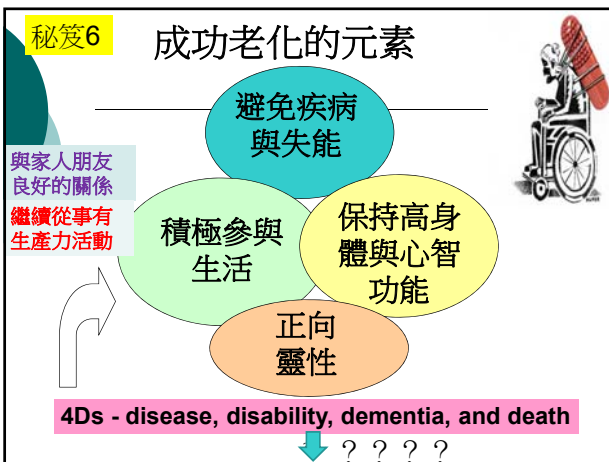 秘笈6
成功老化的元素
避免疾病
與失能
與家人朋友
良好的關係
繼續從事有
生產力活動
積極參與
生活
保持高身
體與心智
功能
正向
靈性
4Ds - disease, disability, dementia, and death
？？？？